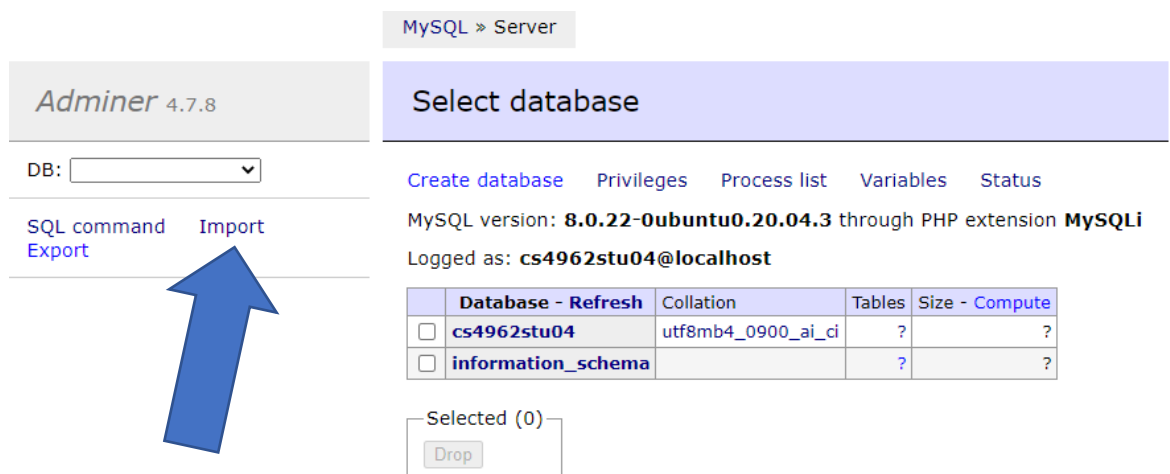 MySQL » Server
Adminer 4.7.8
Select database
DB:
SQL command Import
Export
Create database Privileges Process list Variables Status
MySQL version: 8.0.22-0ubuntu0.20.04.3 through PHP extension MySQLi
Logged as: cs4962stu04@localhost
Database - Refresh Collation Tables Size - Compute
cs4962stu04 utf8mb4_0900_ai_ci ? ?
information_schema ? ?
Selected (0)
Drop